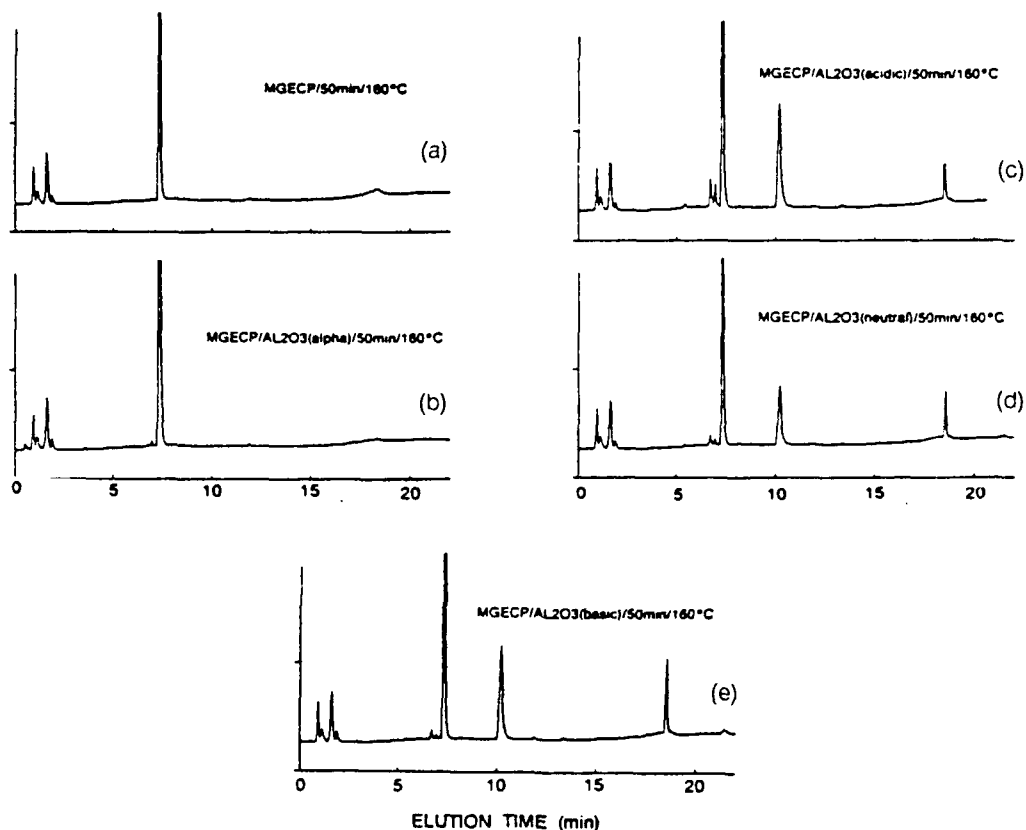 MGECP/50min/160°C
(a)
MGECP/AL2O3(alpha)/50min/160°C
(b)
0 5 10 15 20
MGECP/AL2O3(acidic)/50min/160°C
(c)
MGECP/AL2O3(neutral)/50min/160°C
(d)
0 5 10 15 20
MGECP/AL2O3(basic)/50min/160°C
(e)
0 5 10 15 20
ELUTION TIME (min)